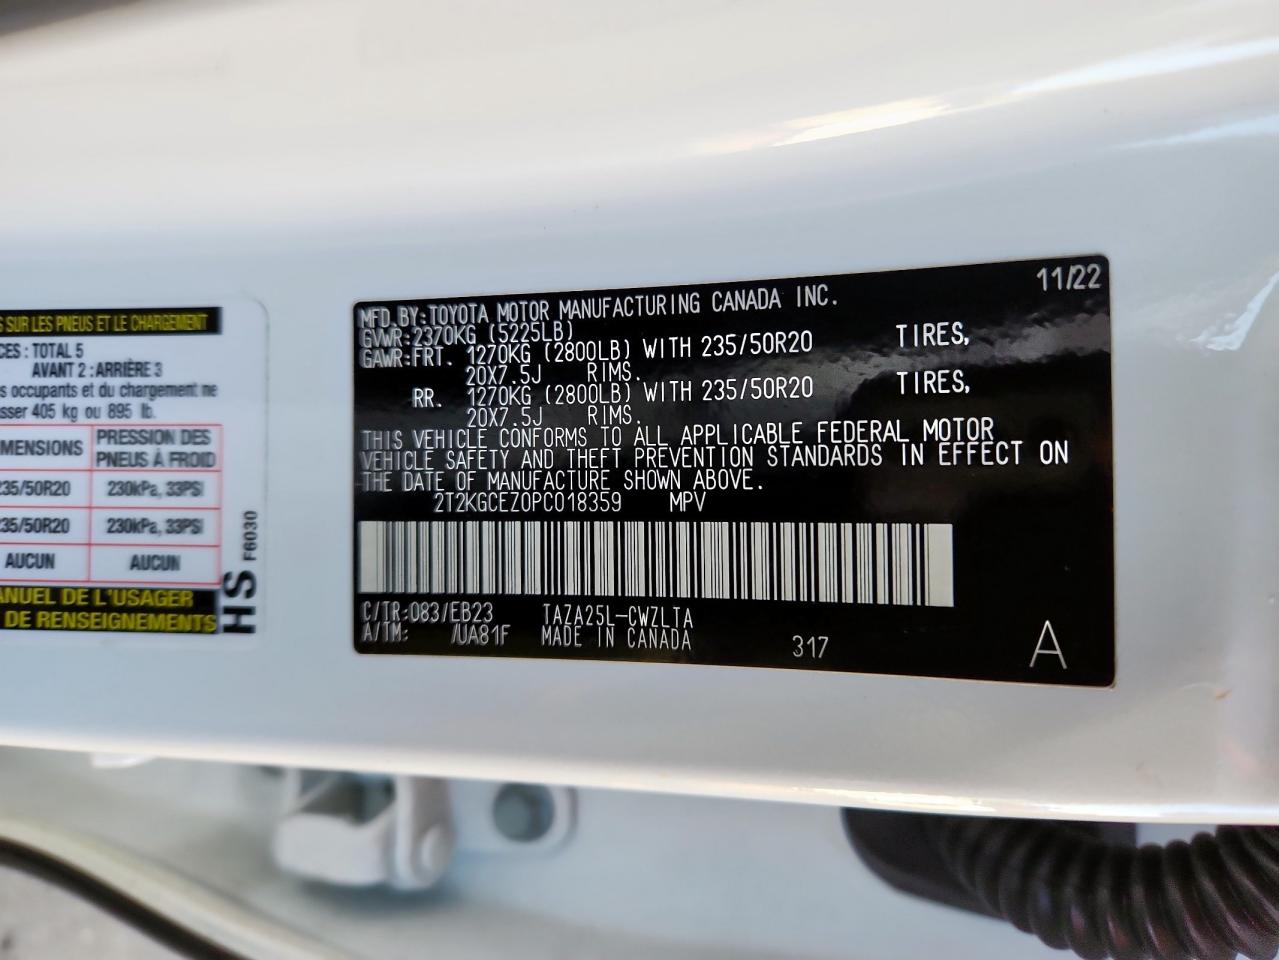 SUR LES PNEUS ET LE CHARGEMENT
: TOTAL 5
AVANT 2 : ARRIÈRE 3
occupants et du chargement ne
405 kg ou 895 lb.
PRESSION DES
PNEUS À FROID
235/50R20 230kPa, 33PSI
235/50R20 230kPa, 33PSI
AUCUN AUCUN
DE L'USAGER
DE RENSEIGNEMENTS
HS F6030
11/22
MFD.BY:TOYOTA MOTOR MANUFACTURING CANADA INC.
GVWR:2370KG (5225LB)
GAWR:FRT. 1270KG (2800LB) WITH 235/50R20 TIRES,
20X7.5J RIMS.
RR. 1270KG (2800LB) WITH 235/50R20 TIRES,
20X7.5J RIMS.
THIS VEHICLE CONFORMS TO ALL APPLICABLE FEDERAL MOTOR
VEHICLE SAFETY AND THEFT PREVENTION STANDARDS IN EFFECT ON
THE DATE OF MANUFACTURE SHOWN ABOVE.
2T2KGCEZ0PC018359 MPV
C/TR:083/EB23 TAZA25L-CWZLTA
A/TM: /UA81F MADE IN CANADA 317 A